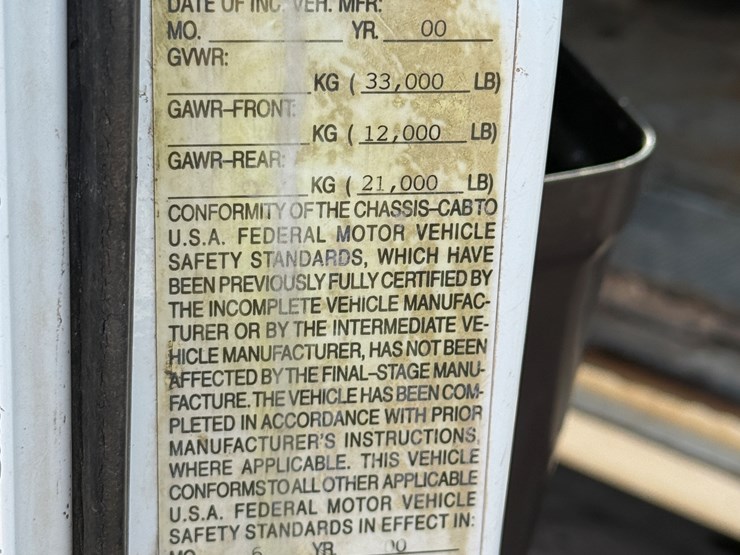 DATE OF INC. VEH. MFR:
MO. YR. 00
GVWR:
KG ( 33,000 LB)
GAWR-FRONT:
KG ( 12,000 LB)
GAWR-REAR:
KG ( 21,000 LB)
CONFORMITY OF THE CHASSIS-CAB TO
U.S.A. FEDERAL MOTOR VEHICLE
SAFETY STANDARDS, WHICH HAVE
BEEN PREVIOUSLY FULLY CERTIFIED BY
THE INCOMPLETE VEHICLE MANUFAC-
TURER OR BY THE INTERMEDIATE VE-
HICLE MANUFACTURER, HAS NOT BEEN
AFFECTED BY THE FINAL-STAGE MANU-
FACTURE. THE VEHICLE HAS BEEN COM-
PLETED IN ACCORDANCE WITH PRIOR
MANUFACTURER'S INSTRUCTIONS,
WHERE APPLICABLE. THIS VEHICLE
CONFORMS TO ALL OTHER APPLICABLE
U.S.A. FEDERAL MOTOR VEHICLE
SAFETY STANDARDS IN EFFECT IN:
MO 6 YR. 00